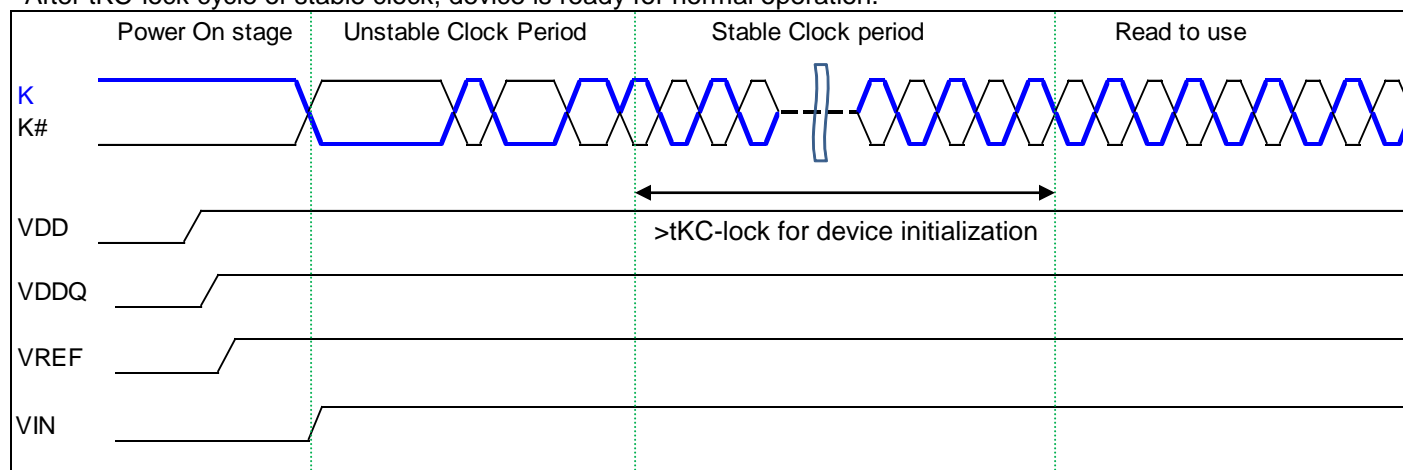 After tKC-lock cycle of stable clock, device is ready for normal operation.
Power On stage Unstable Clock Period Stable Clock period Read to use
K
K#
VDD
>tKC-lock for device initialization
VDDQ
VREF
VIN